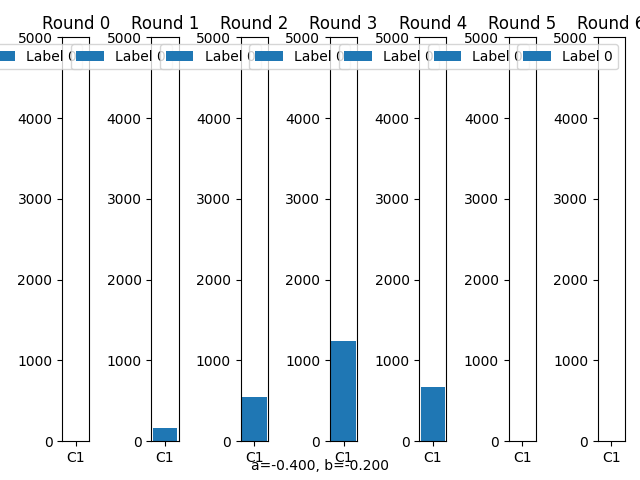 Round 0 Round 1 Round 2 Round 3 Round 4 Round 5 Round 6
5000 5000 5000 5000 5000 5000 5000
Label 0 Label 0 Label 0 Label 0 Label 0 Label 0 Label 0
4000 4000 4000 4000 4000 4000 4000
3000 3000 3000 3000 3000 3000 3000
2000 2000 2000 2000 2000 2000 2000
1000 1000 1000 1000 1000 1000 1000
0 0 0 0 0 0 0
C1 C1 C1 C1 C1 C1 C1
a=-0.400, b=-0.200